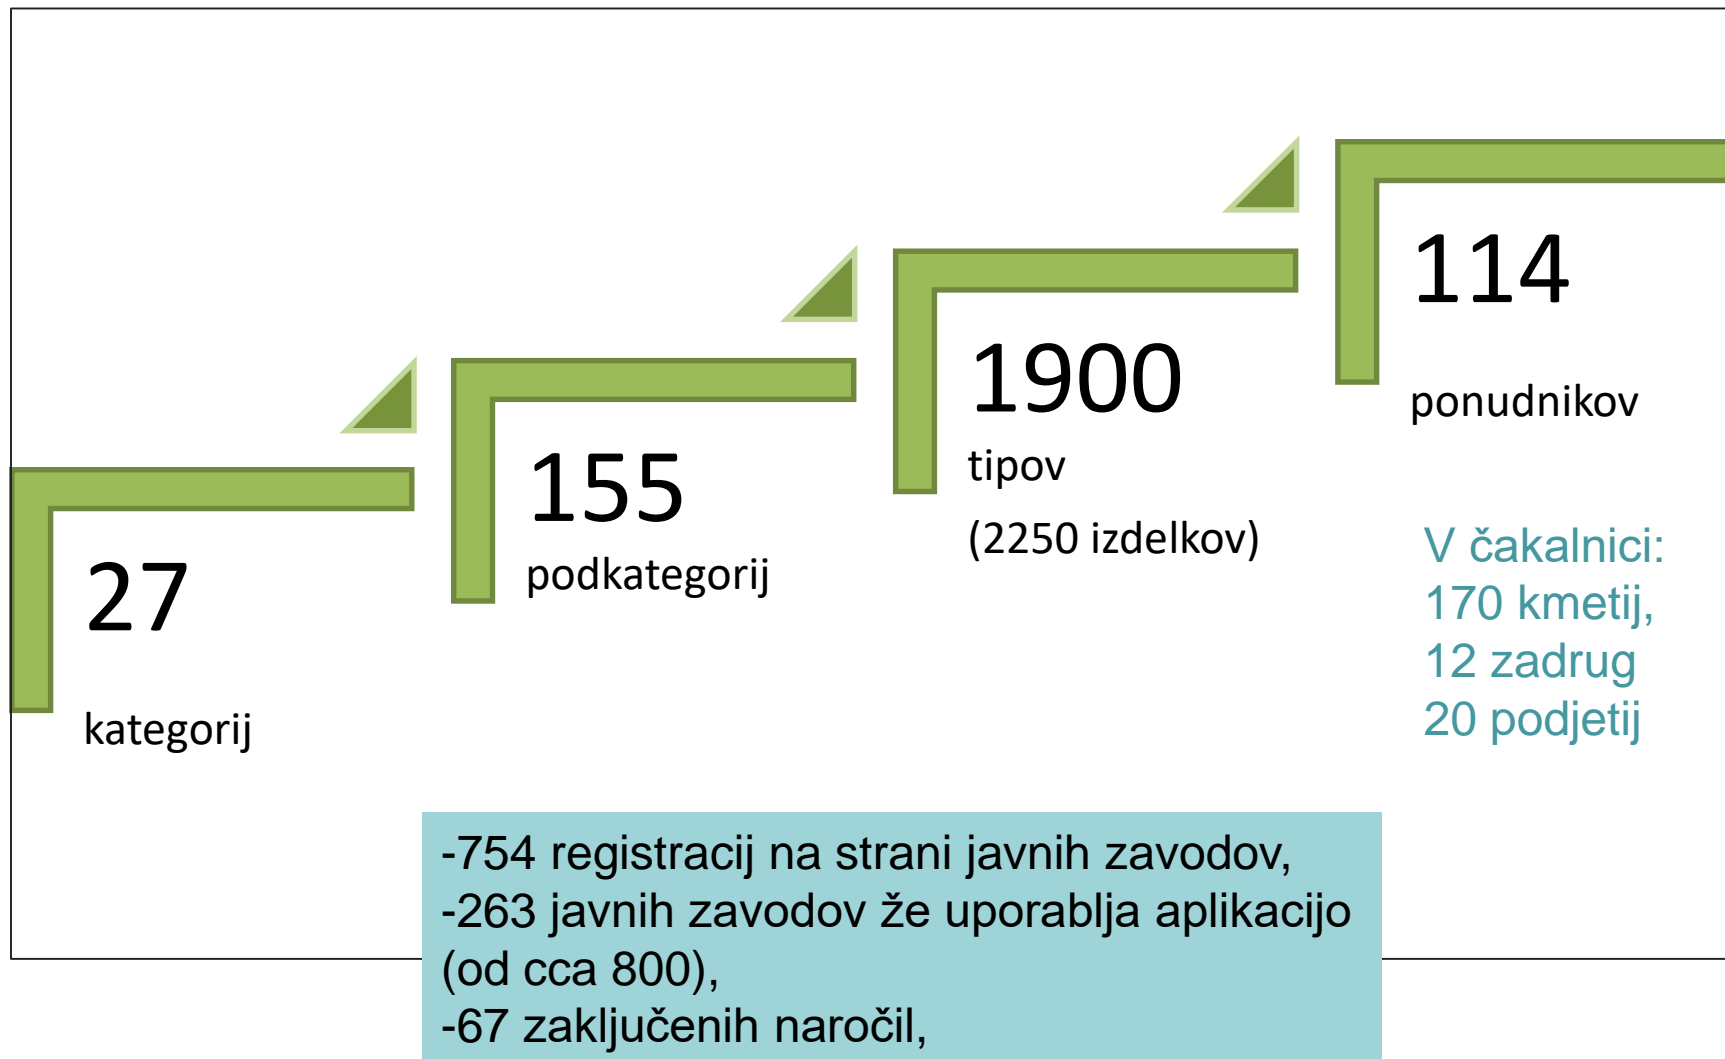 27
kategorij
155
podkategorij
1900
tipov
(2250 izdelkov)
114
ponudnikov
V čakalnici:
170 kmetij,
12 zadrug
20 podjetij
-754 registracij na strani javnih zavodov,
-263 javnih zavodov že uporablja aplikacijo
(od cca 800),
-67 zaključenih naročil,